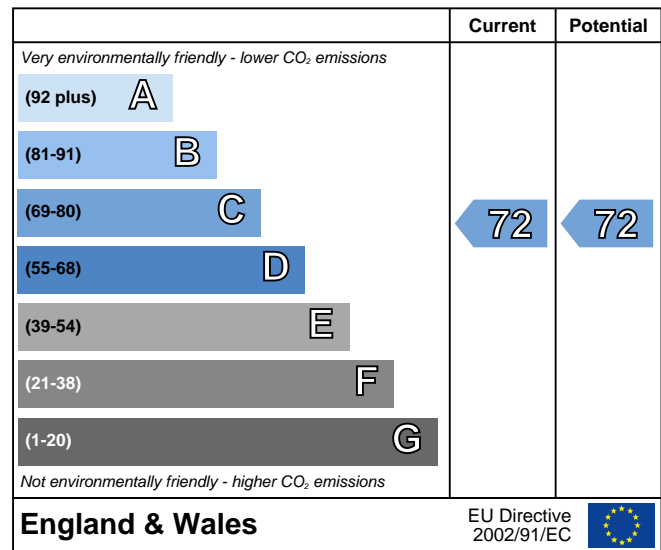 Current Potential
Very environmentally friendly - lower CO₂ emissions
(92 plus) A
(81-91) B
(69-80) C 72 72
(55-68) D
(39-54) E
(21-38) F
(1-20) G
Not environmentally friendly - higher CO₂ emissions
England & Wales
EU Directive
2002/91/EC